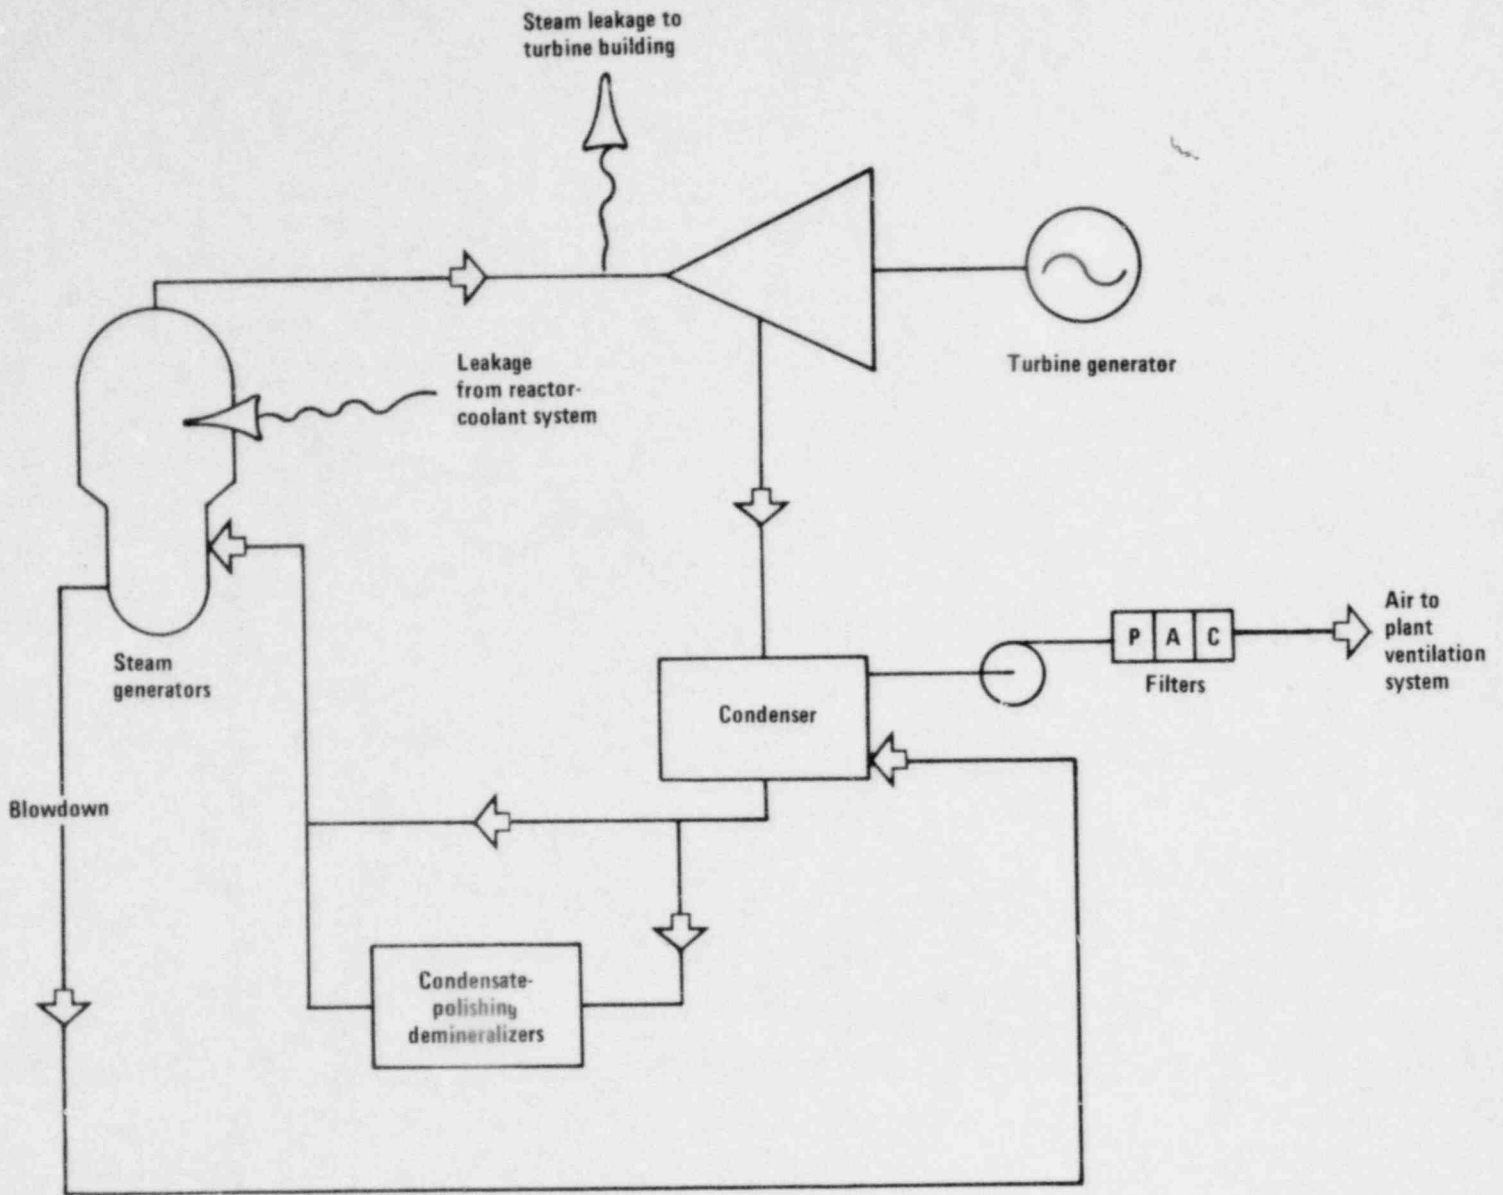 Steam leakage to
turbine building
Leakage
from reactor-
coolant system
Turbine generator
Steam
generators
Air to
plant
ventilation
system
P A C
Filters
Condenser
Blowdown
Condensate-
polishing
demineralizers